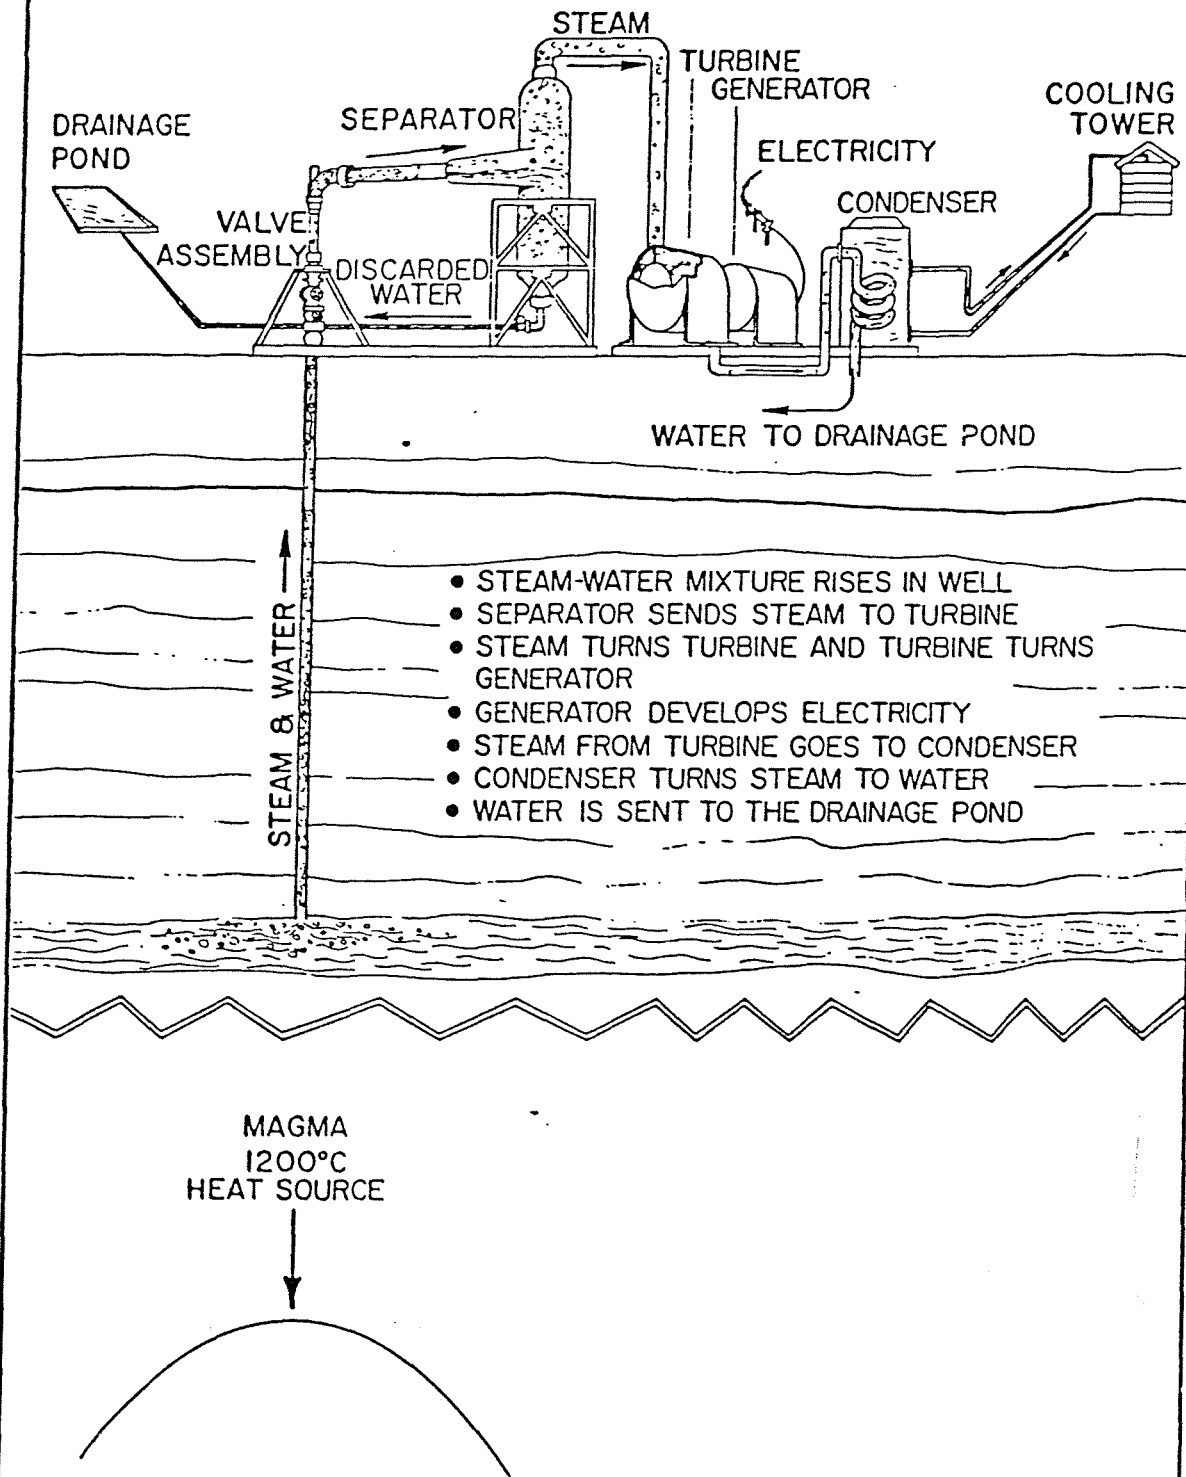 STEAM
TURBINE
GENERATOR
COOLING
TOWER
DRAINAGE
POND
SEPARATOR
ELECTRICITY
CONDENSER
VALVE
ASSEMBLY
DISCARDED
WATER
WATER TO DRAINAGE POND
STEAM & WATER
• STEAM-WATER MIXTURE RISES IN WELL
• SEPARATOR SENDS STEAM TO TURBINE
• STEAM TURNS TURBINE AND TURBINE TURNS
GENERATOR
• GENERATOR DEVELOPS ELECTRICITY
• STEAM FROM TURBINE GOES TO CONDENSER
• CONDENSER TURNS STEAM TO WATER
• WATER IS SENT TO THE DRAINAGE POND
MAGMA
1200°C
HEAT SOURCE